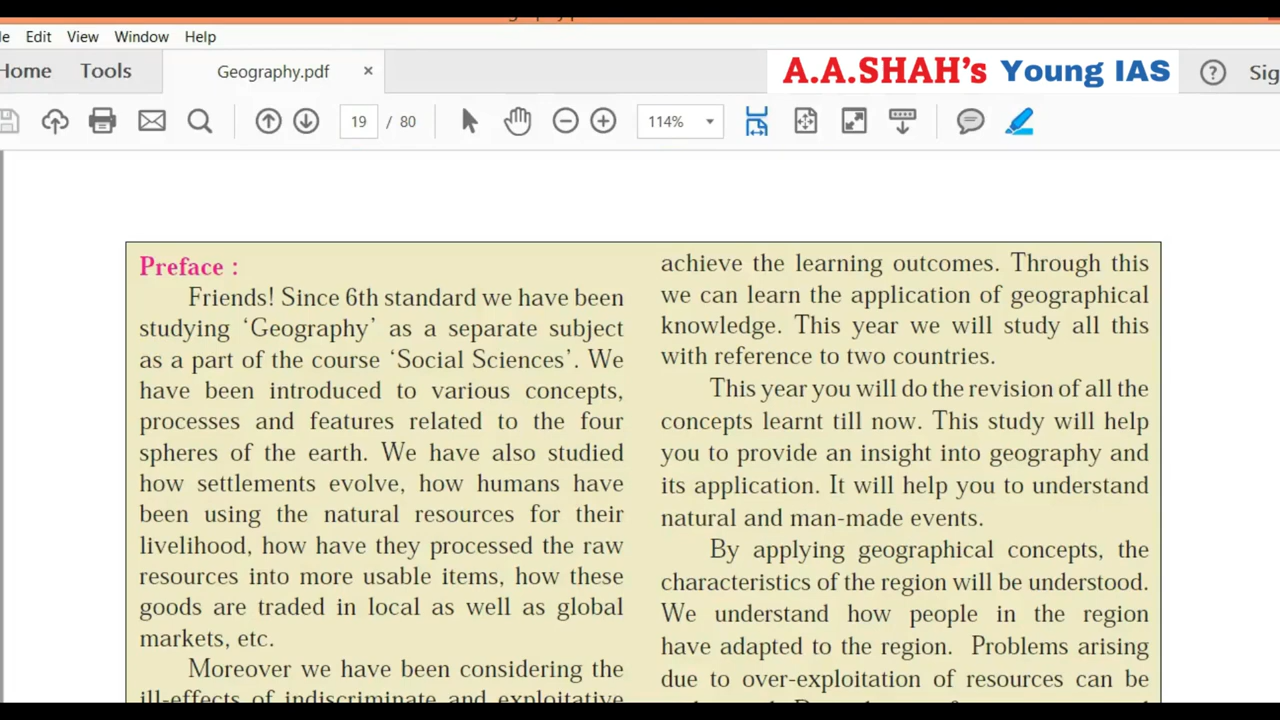 le Edit View Window Help
Home Tools Geography.pdf × A.A.SHAH's Young IAS ? Sig
19 / 80 114%
Preface :
Friends! Since 6th standard we have been
studying ‘Geography’ as a separate subject
as a part of the course ‘Social Sciences’. We
have been introduced to various concepts,
processes and features related to the four
spheres of the earth. We have also studied
how settlements evolve, how humans have
been using the natural resources for their
livelihood, how have they processed the raw
resources into more usable items, how these
goods are traded in local as well as global
markets, etc.
Moreover we have been considering the
ill-effects of indiscriminate and exploitative
achieve the learning outcomes. Through this
we can learn the application of geographical
knowledge. This year we will study all this
with reference to two countries.
This year you will do the revision of all the
concepts learnt till now. This study will help
you to provide an insight into geography and
its application. It will help you to understand
natural and man-made events.
By applying geographical concepts, the
characteristics of the region will be understood.
We understand how people in the region
have adapted to the region. Problems arising
due to over-exploitation of resources can be